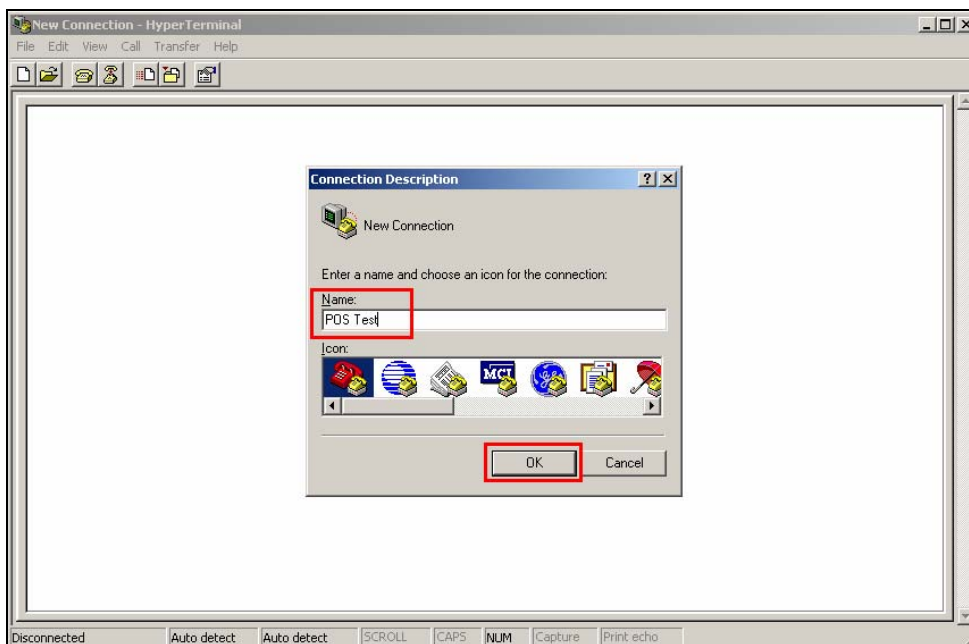 New Connection - HyperTerminal
File Edit View Call Transfer Help
Connection Description
New Connection
Enter a name and choose an icon for the connection:
Name:
POS Test
Icon:
MCI
OK Cancel
Disconnected Auto detect Auto detect SCROLL CAPS NUM Capture Print echo